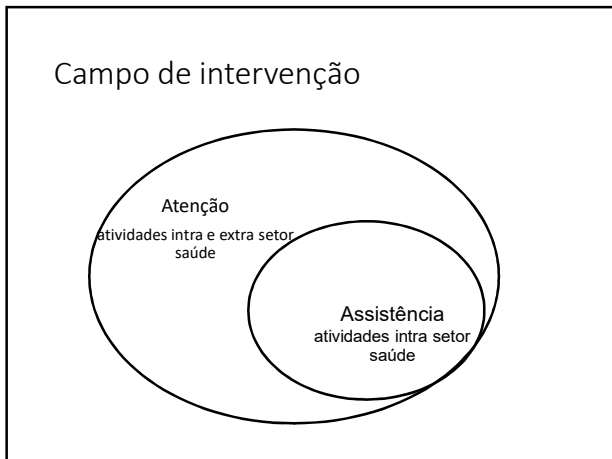 Campo de intervenção
Atenção
atividades intra e extra setor
saúde
Assistência
atividades intra setor
saúde